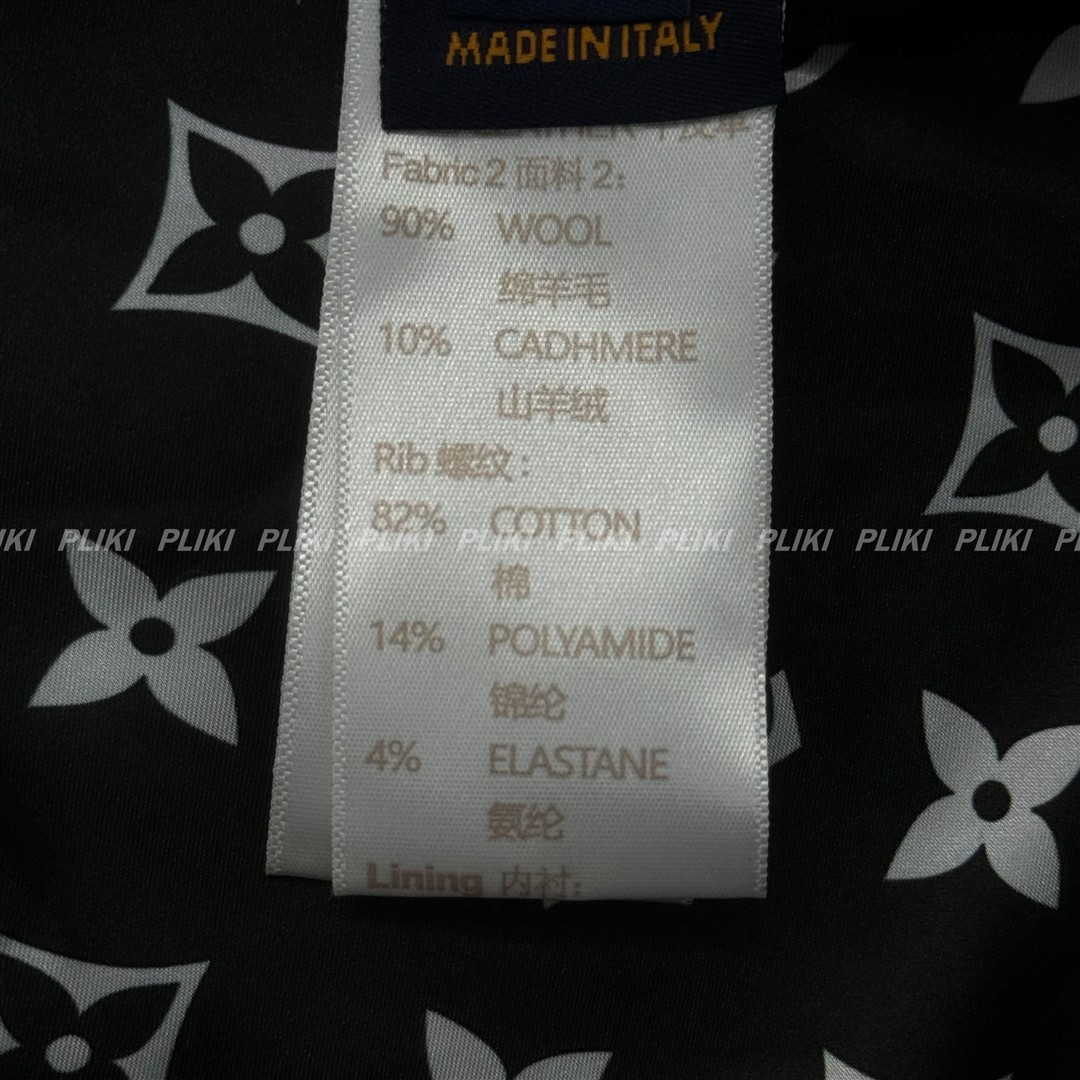 MADE IN ITALY
Fabric 2 面料 2:
90% WOOL
绵羊毛
10% CADHMERE
山羊绒
Rib 螺纹:
82% COTTON
PLIKI PLIKI PLIKI PLIKI PLIKI PLIKI PLIKI PLIKI PLIKI PLIKI
棉
14% POLYAMIDE
锦纶
4% ELASTANE
氨纶
Lining 内衬: